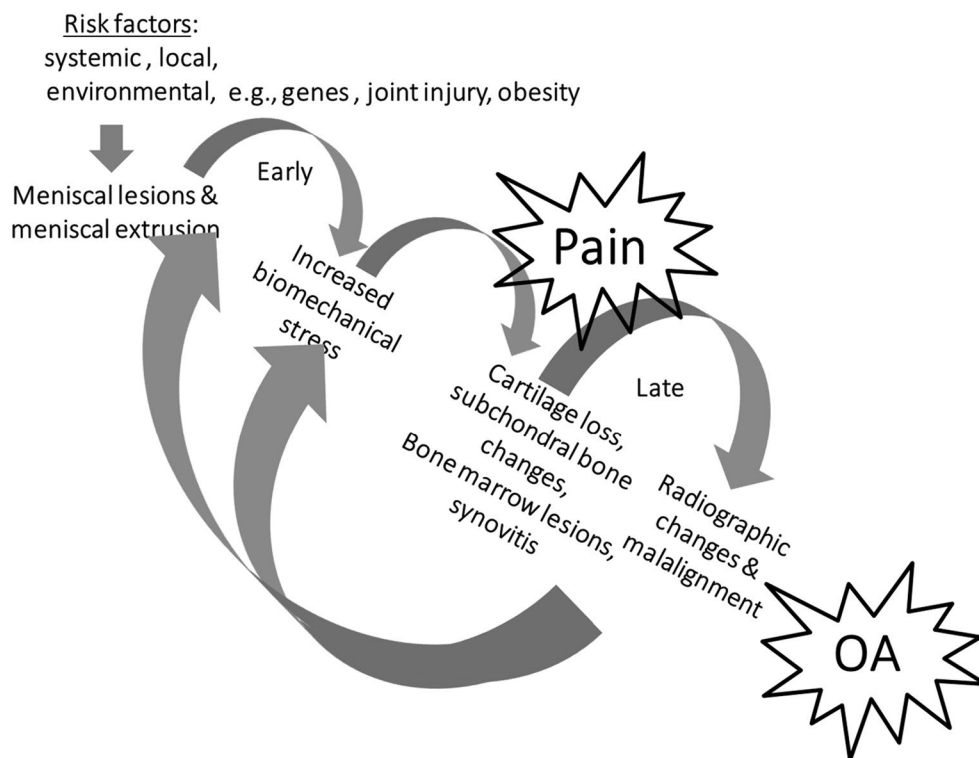 Risk factors:
systemic , local,
environmental, e.g., genes , joint injury, obesity
Meniscal lesions &
meniscal extrusion
Early
Increased
biomechanical
stress
Pain
Cartilage loss,
subchondral bone
changes,
Bone marrow lesions,
synovitis
Late
Radiographic
changes &
malalignment
OA